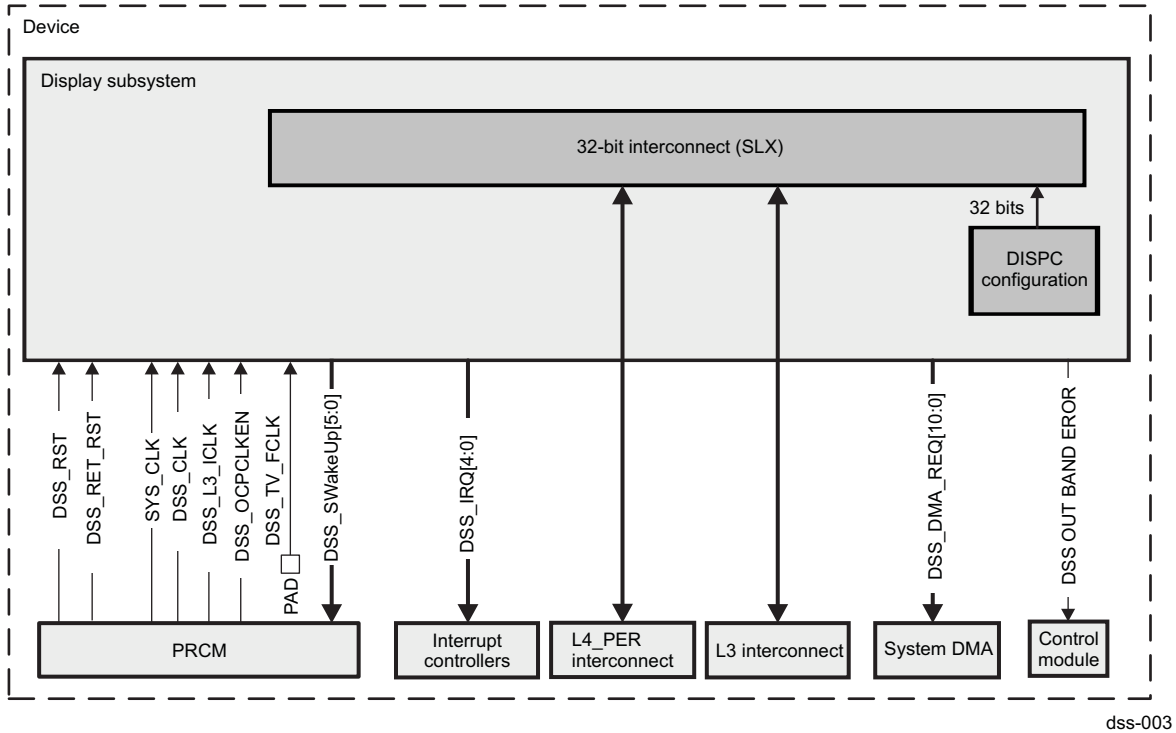 Device
Display subsystem
32-bit interconnect (SLX)
32 bits
DISPC
configuration
DSS_RST
DSS_RET_RST
SYS_CLK
DSS_CLK
DSS_L3_ICLK
DSS_OCPCLKEN
DSS_TV_FCLK
PAD
DSS_SWakeUp[5:0]
DSS_IRQ[4:0]
DSS_DMA_REQ[10:0]
DSS OUT BAND EROR
PRCM
Interrupt
controllers
L4_PER
interconnect
L3 interconnect
System DMA
Control
module
dss-003